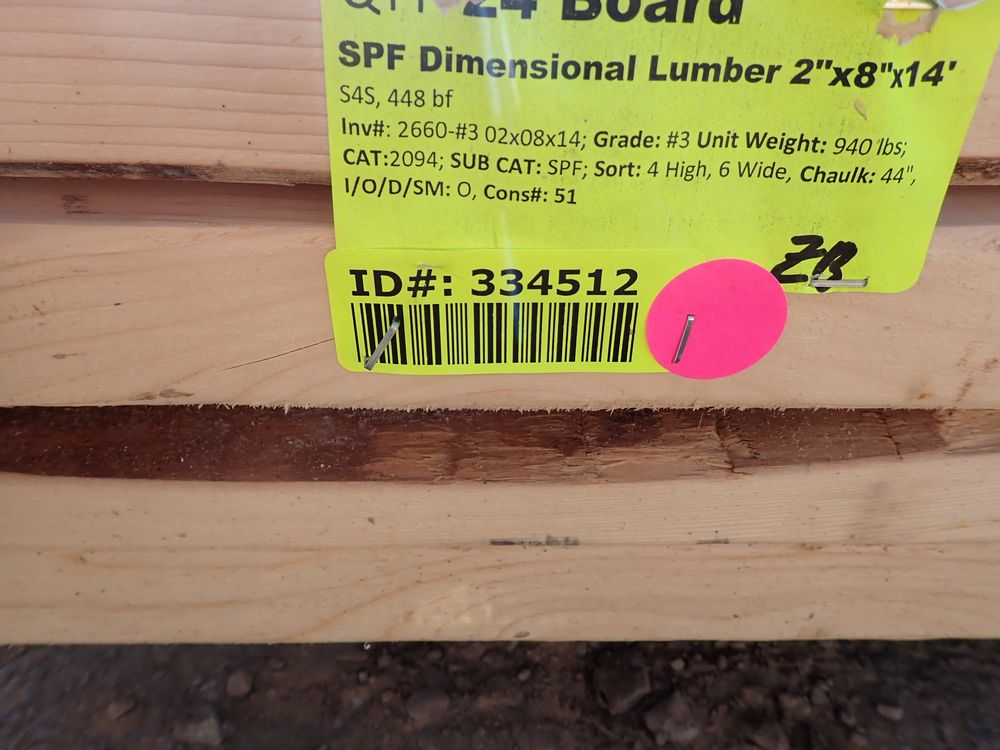 24 Board
SPF Dimensional Lumber 2"x8"x14'
S4S, 448 bf
Inv#: 2660-#3 02x08x14; Grade: #3 Unit Weight: 940 lbs;
CAT:2094; SUB CAT: SPF; Sort: 4 High, 6 Wide, Chaulk: 44",
I/O/D/SM: O, Cons#: 51
ZB
ID#: 334512